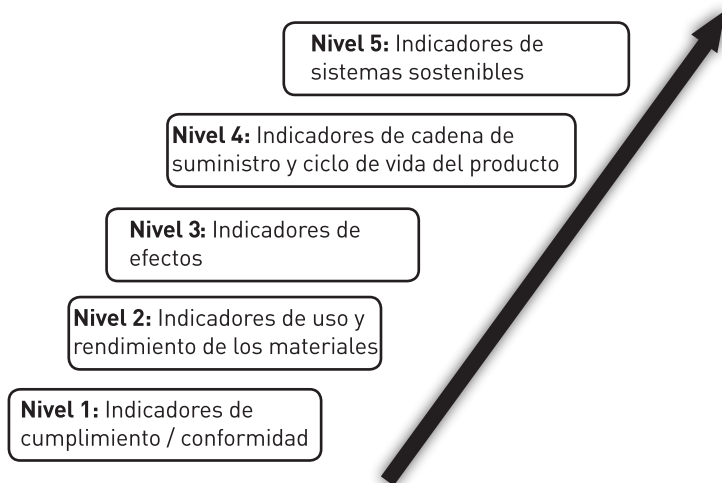 Nivel 5: Indicadores de
sistemas sostenibles
Nivel 4: Indicadores de cadena de
suministro y ciclo de vida del producto
Nivel 3: Indicadores de
efectos
Nivel 2: Indicadores de uso y
rendimiento de los materiales
Nivel 1: Indicadores de
cumplimiento / conformidad